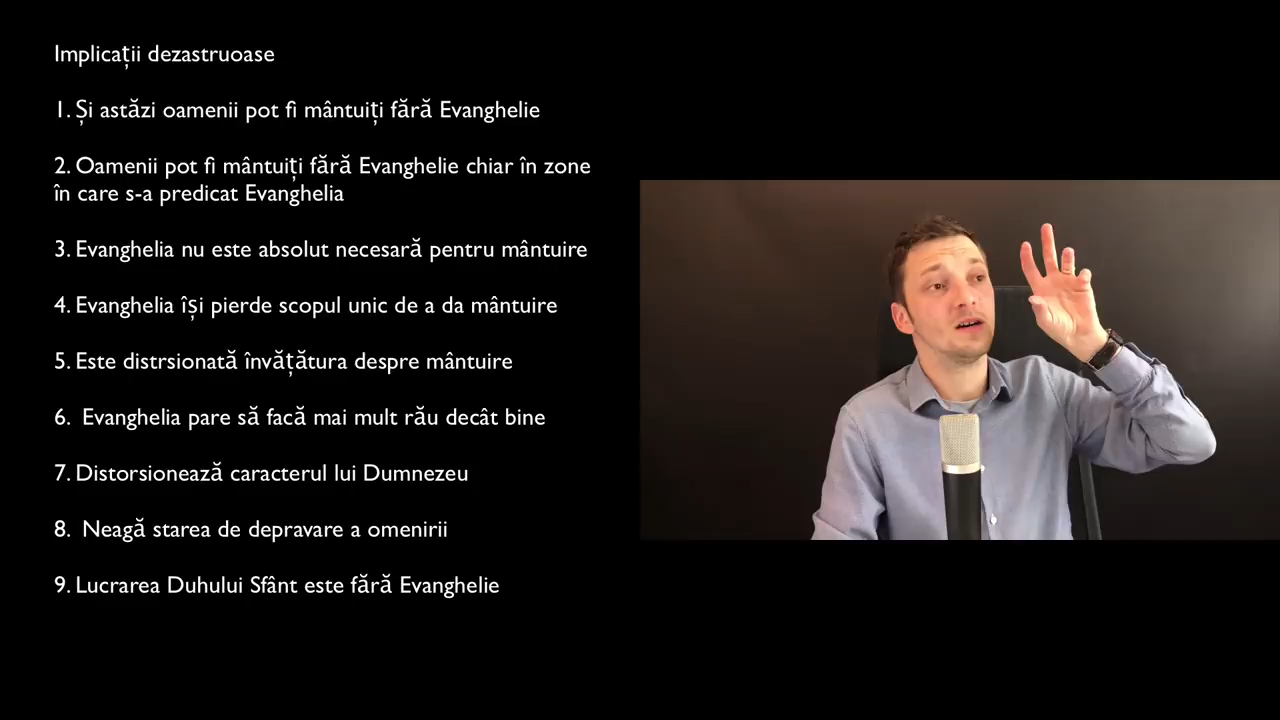 Implicații dezastruoase
1. Și astăzi oamenii pot fi mântuiți fără Evanghelie
2. Oamenii pot fi mântuiți fără Evanghelie chiar în zone
în care s-a predicat Evanghelia
3. Evanghelia nu este absolut necesară pentru mântuire
4. Evanghelia își pierde scopul unic de a da mântuire
5. Este distrsionată învățătura despre mântuire
6. Evanghelia pare să facă mai mult rău decât bine
7. Distorsionează caracterul lui Dumnezeu
8. Neagă starea de depravare a omenirii
9. Lucrarea Duhului Sfânt este fără Evanghelie